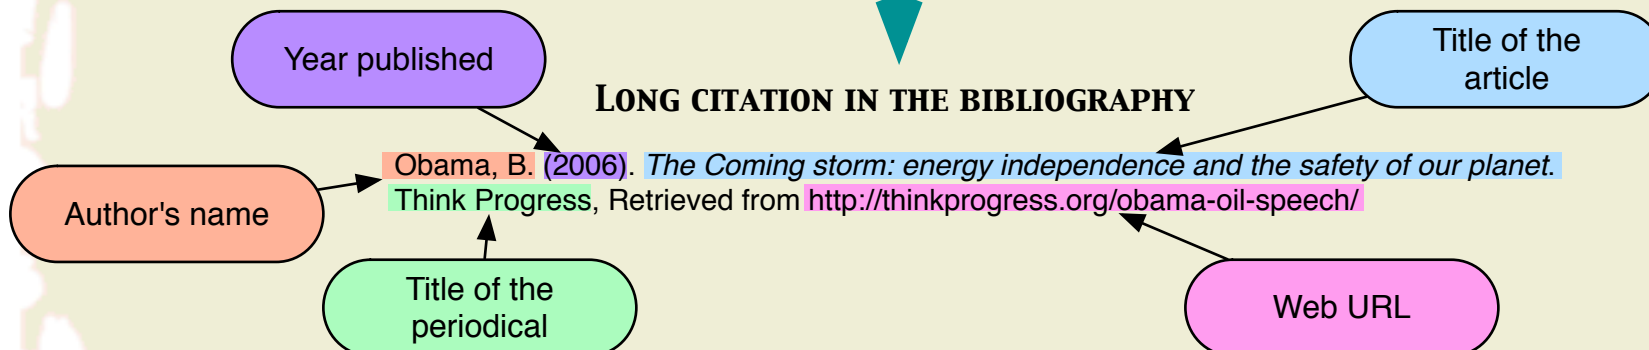 Year published
Title of the
article
LONG CITATION IN THE BIBLIOGRAPHY
Obama, B. (2006). The Coming storm: energy independence and the safety of our planet.
Think Progress, Retrieved from http://thinkprogress.org/obama-oil-speech/
Author's name
Title of the
periodical
Web URL